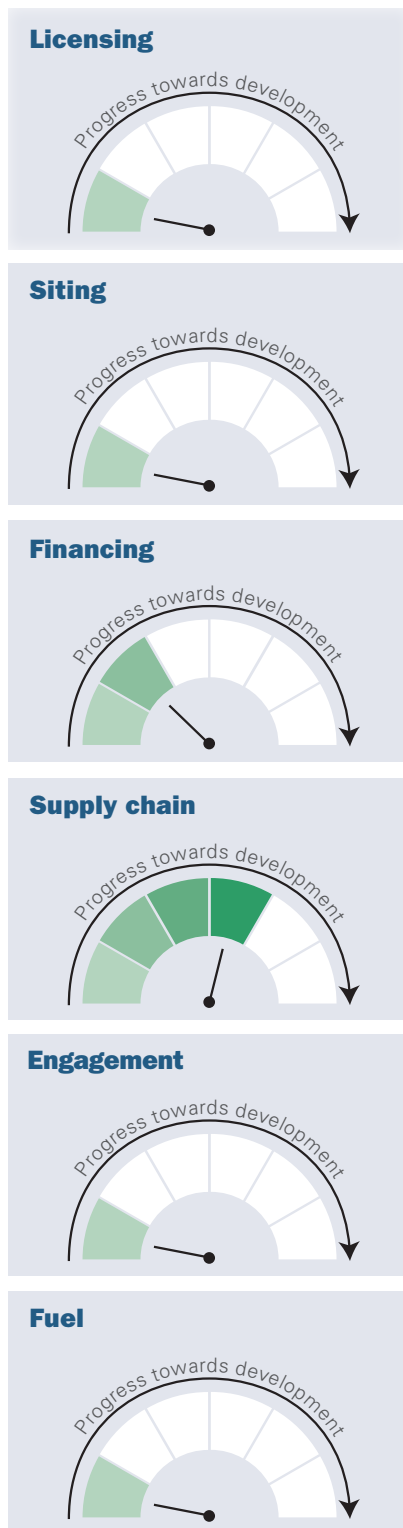 Licensing
Progress towards development
Siting
Progress towards development
Financing
Progress towards development
Supply chain
Progress towards development
Engagement
Progress towards development
Fuel
Progress towards development